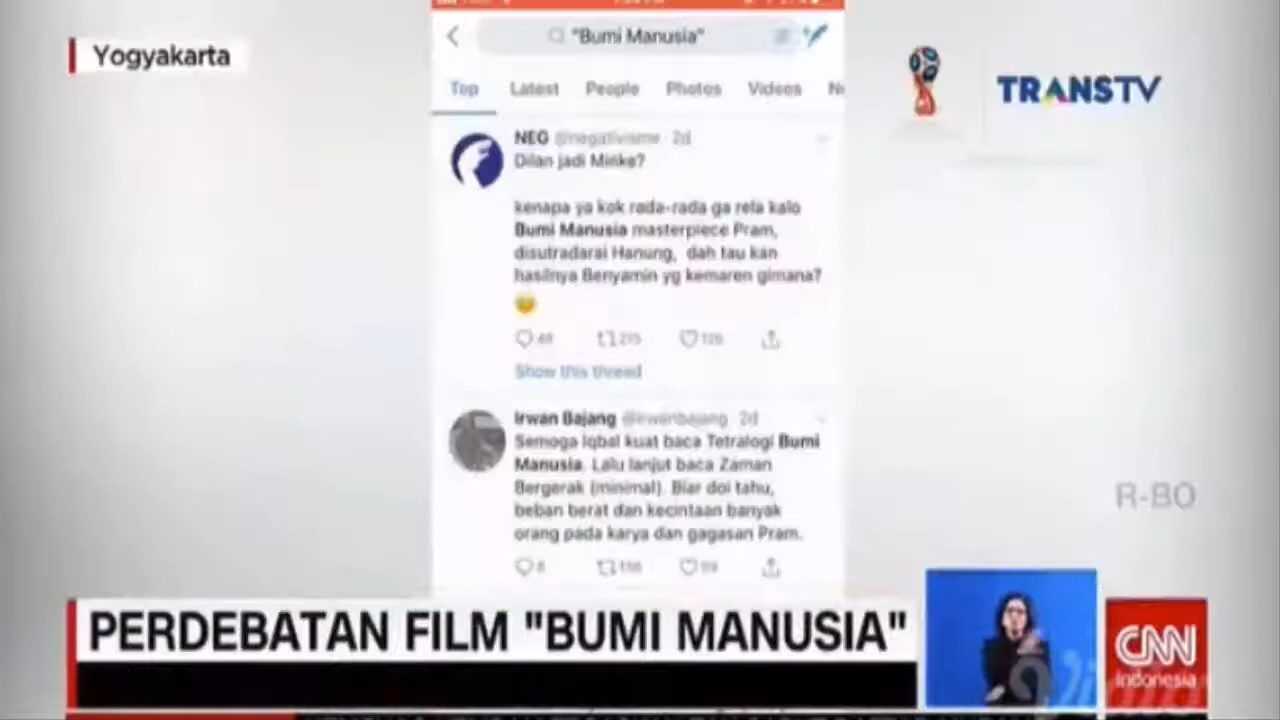 "Bumi Manusia"
Yogyakarta
TRANSTV
Top Latest People Photos Videos
NEG @negativisme · 2d
Dilan jadi Minke?
kenapa ya kok rada-rada ga rela kalo
Bumi Manusia masterpiece Pram,
disutradarai Hanung, dah tau kan
hasilnya Benyamin yg kemaren gimana?
Show this thread
Irwan Bajang @irwanbajang · 2d
Semoga Iqbal kuat baca Tetralogi Bumi
Manusia. Lalu lanjut baca Zaman
Bergerak (minimal). Biar doi tahu,
beban berat dan kecintaan banyak
orang pada karya dan gagasan Pram.
R-BO
PERDEBATAN FILM "BUMI MANUSIA"
CNN
Indonesia